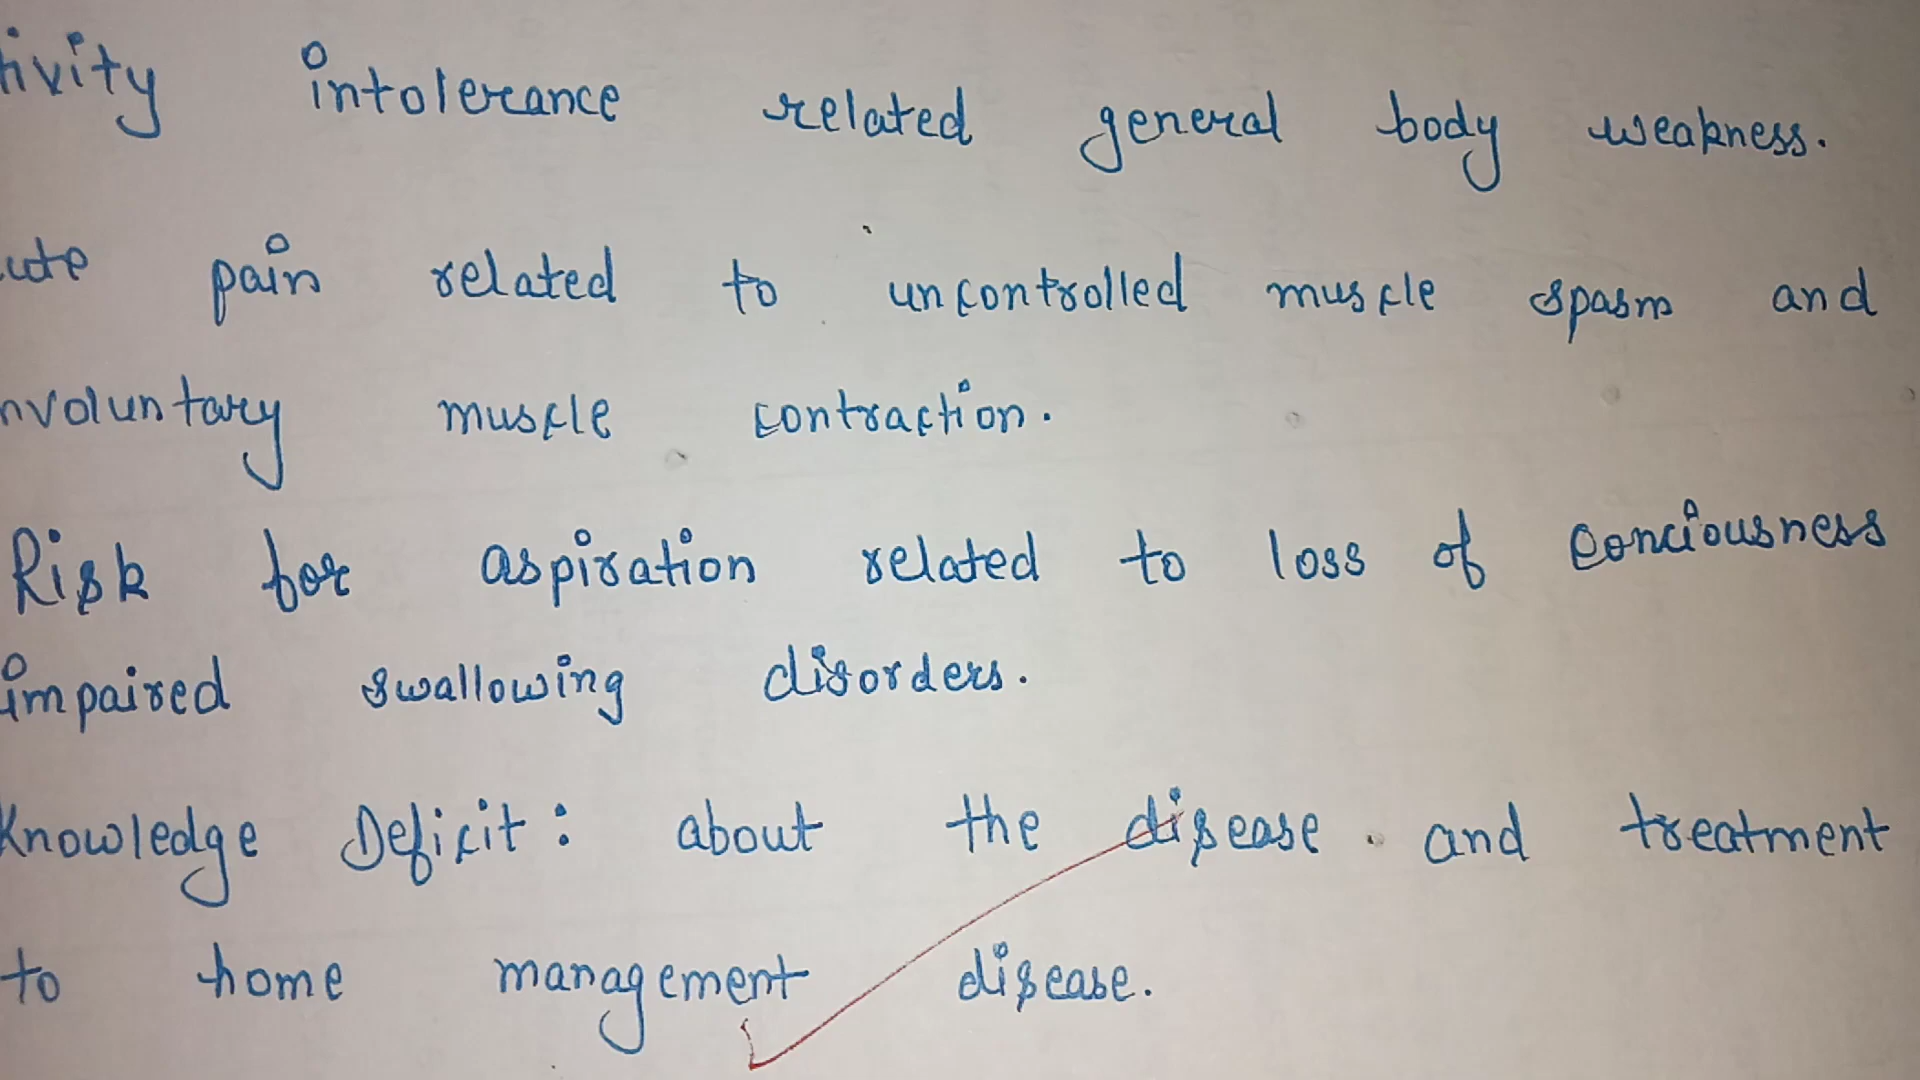 tivity intolerance related general body weakness.
ute pain related to uncontrolled muscle spasm and
nvoluntary muscle contraction.
Risk for aspiration related to loss of conciousness
impaired swallowing disorders.
Knowledge Deficit: about the disease and treatment
to home management disease.